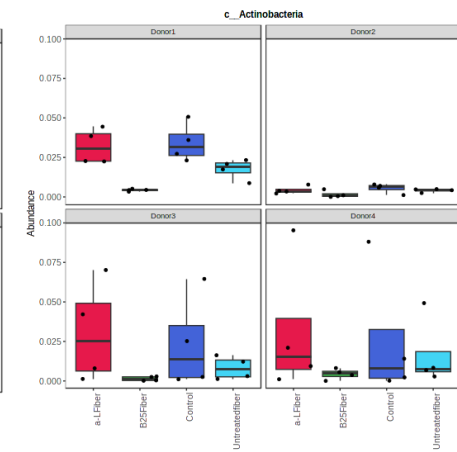 c__Actinobacteria
Donor1
Donor2
0.100
0.075
0.050
0.025
0.000
Abundance
Donor3
Donor4
0.100
0.075
0.050
0.025
0.000
a-LFiber
B25Fiber
Control
Untreatedfiber
a-LFiber
B25Fiber
Control
Untreatedfiber